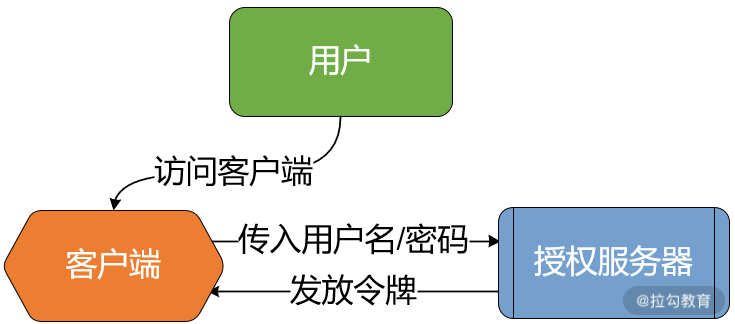 用户
访问客户端
客户端
传入用户名/密码
授权服务器
发放令牌
@拉勾教育